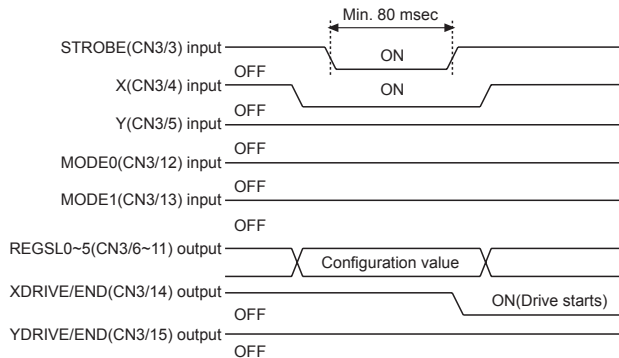 Min. 80 msec
STROBE(CN3/3) input
ON
OFF
X(CN3/4) input
ON
OFF
Y(CN3/5) input
OFF
MODE0(CN3/12) input
OFF
MODE1(CN3/13) input
OFF
REGSL0~5(CN3/6~11) output
Configuration value
XDRIVE/END(CN3/14) output
ON(Drive starts)
OFF
YDRIVE/END(CN3/15) output
OFF